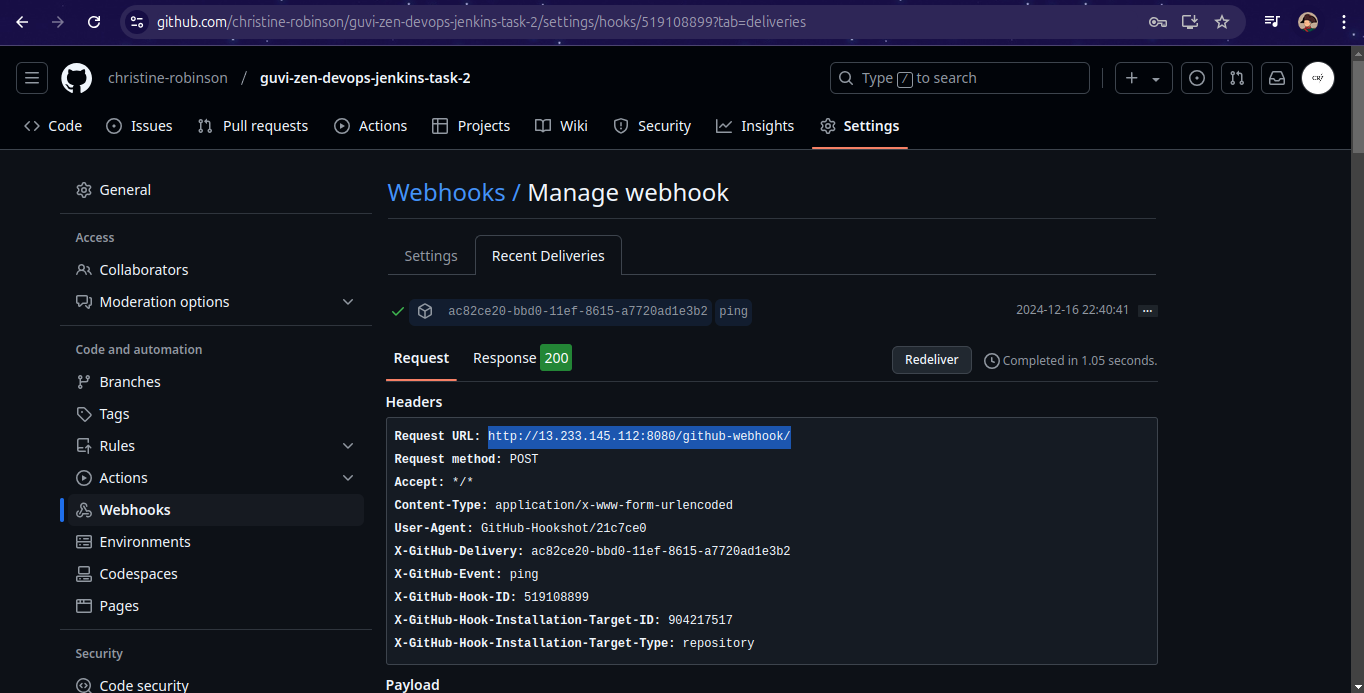 github.com/christine-robinson/guvi-zen-devops-jenkins-task-2/settings/hooks/519108899?tab=deliveries
christine-robinson / guvi-zen-devops-jenkins-task-2
Type / to search
CR/
Code Issues Pull requests Actions Projects Wiki Security Insights Settings
General
Access
Collaborators
Moderation options
Code and automation
Branches
Tags
Rules
Actions
Webhooks
Environments
Codespaces
Pages
Security
Code security
Webhooks / Manage webhook
Settings Recent Deliveries
ac82ce20-bbd0-11ef-8615-a7720ad1e3b2 ping 2024-12-16 22:40:41 ...
Request Response 200 Redeliver Completed in 1.05 seconds.
Headers
Request URL: http://13.233.145.112:8080/github-webhook/
Request method: POST
Accept: */*
Content-Type: application/x-www-form-urlencoded
User-Agent: GitHub-Hookshot/21c7ce0
X-GitHub-Delivery: ac82ce20-bbd0-11ef-8615-a7720ad1e3b2
X-GitHub-Event: ping
X-GitHub-Hook-ID: 519108899
X-GitHub-Hook-Installation-Target-ID: 904217517
X-GitHub-Hook-Installation-Target-Type: repository
Payload